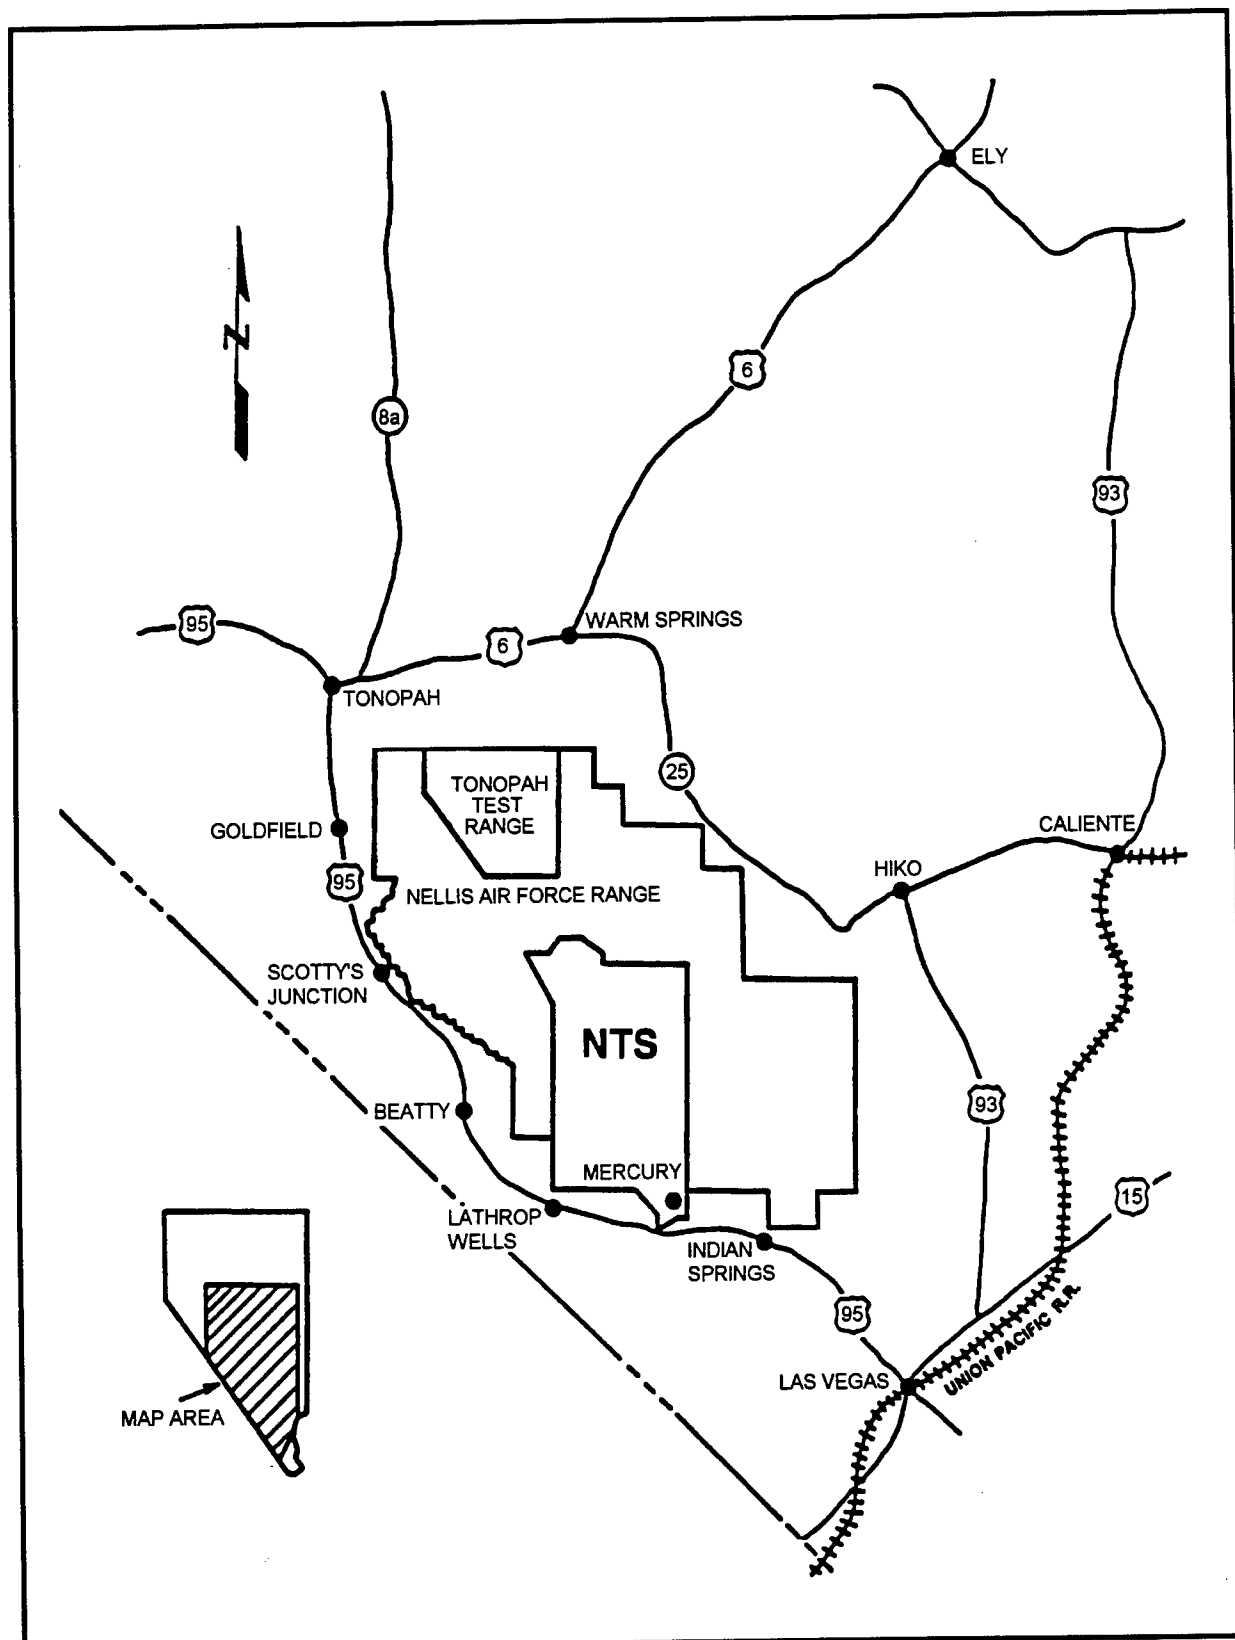 ELY
N
6
8a
93
WARM SPRINGS
95
6
TONOPAH
25
TONOPAH
TEST
RANGE
GOLDFIELD
CALIENTE
HIKO
95
NELLIS AIR FORCE RANGE
SCOTTY'S
JUNCTION
NTS
BEATTY
93
MERCURY
15
LATHROP
WELLS
INDIAN
SPRINGS
95
UNION PACIFIC R.R.
LAS VEGAS
MAP AREA